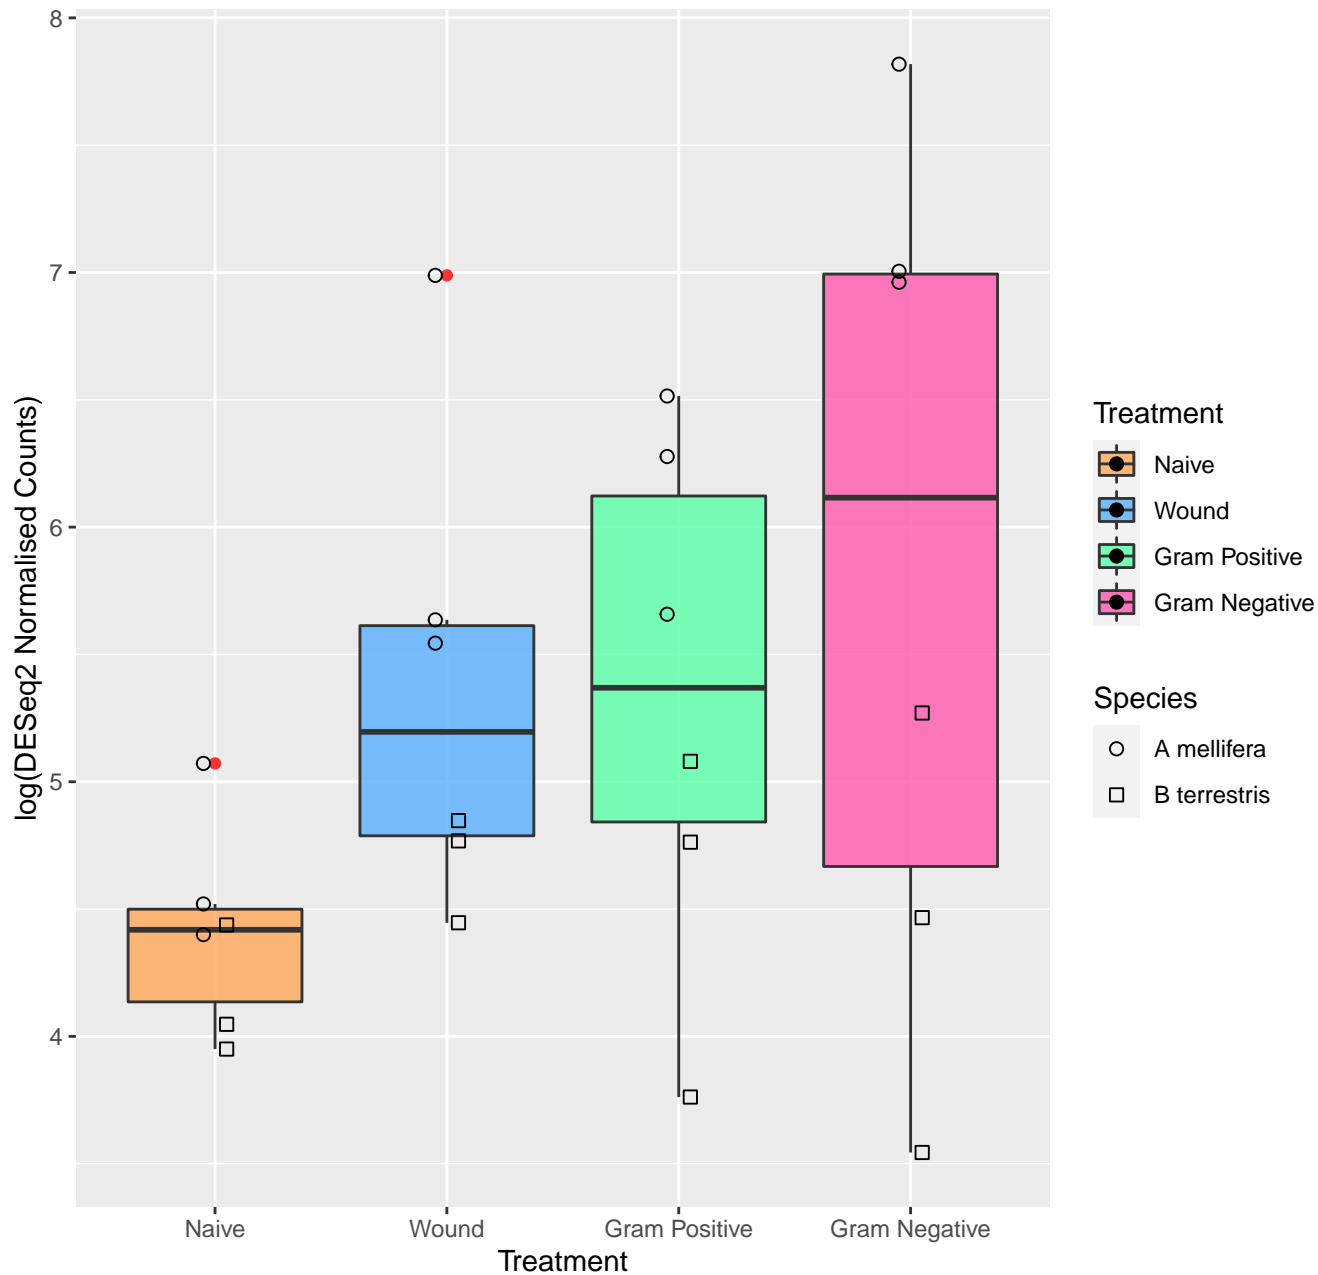 8
7
6
5
4
log(DESeq2 Normalised Counts)
Naive
Wound
Gram Positive
Gram Negative
Treatment
Treatment
Naive
Wound
Gram Positive
Gram Negative
Species
A mellifera
B terrestris